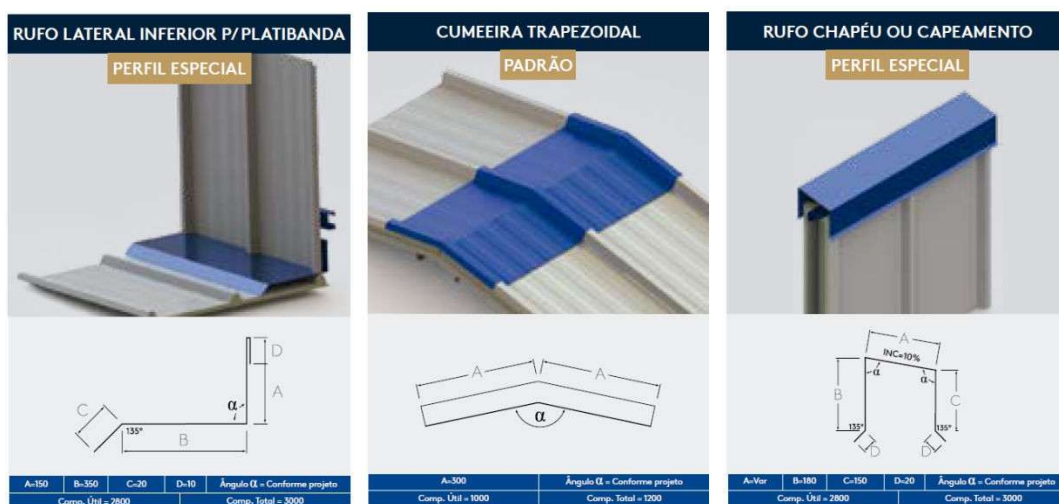 RUFO LATERAL INFERIOR P/ PLATIBANDA
PERFIL ESPECIAL
D
A
α
C
135°
B
A=150 B=350 C=20 D=10 Ângulo α = Conforme projeto
Comp. Útil = 2800 Comp. Total = 3000
CUMEEIRA TRAPEZOIDAL
PADRÃO
A A
α
A=300 Ângulo α = Conforme projeto
Comp. Útil = 1000 Comp. Total = 1200
RUFO CHAPÉU OU CAPEAMENTO
PERFIL ESPECIAL
A
INC=10%
α α
B C
135° 135°
D D
A=Var B=180 C=150 D=20 Ângulo α = Conforme projeto
Comp. Útil = 2800 Comp. Total = 3000